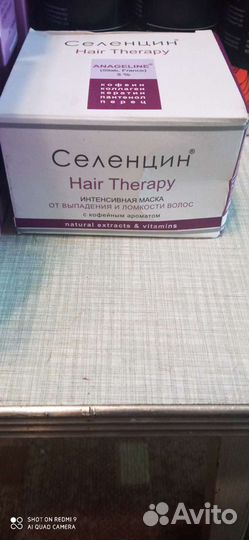 Селенцин®
Hair Therapy
ANAGELINE®
(Silab, France)
5 %
кофеин
коллаген
кератин
пантенол
перец
Селенцин®
Hair Therapy
ИНТЕНСИВНАЯ МАСКА
ОТ ВЫПАДЕНИЯ И ЛОМКОСТИ ВОЛОС
с кофейным ароматом
natural extracts & vitamins
SHOT ON REDMI 9
AI QUAD CAMERA
Avito